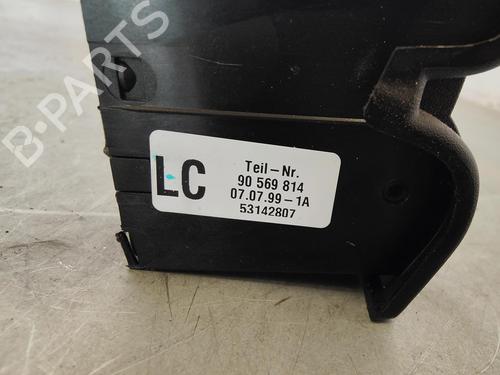 B-PARTS
LC
Teil-Nr.
90 569 814
07.07.99-1A
53142807